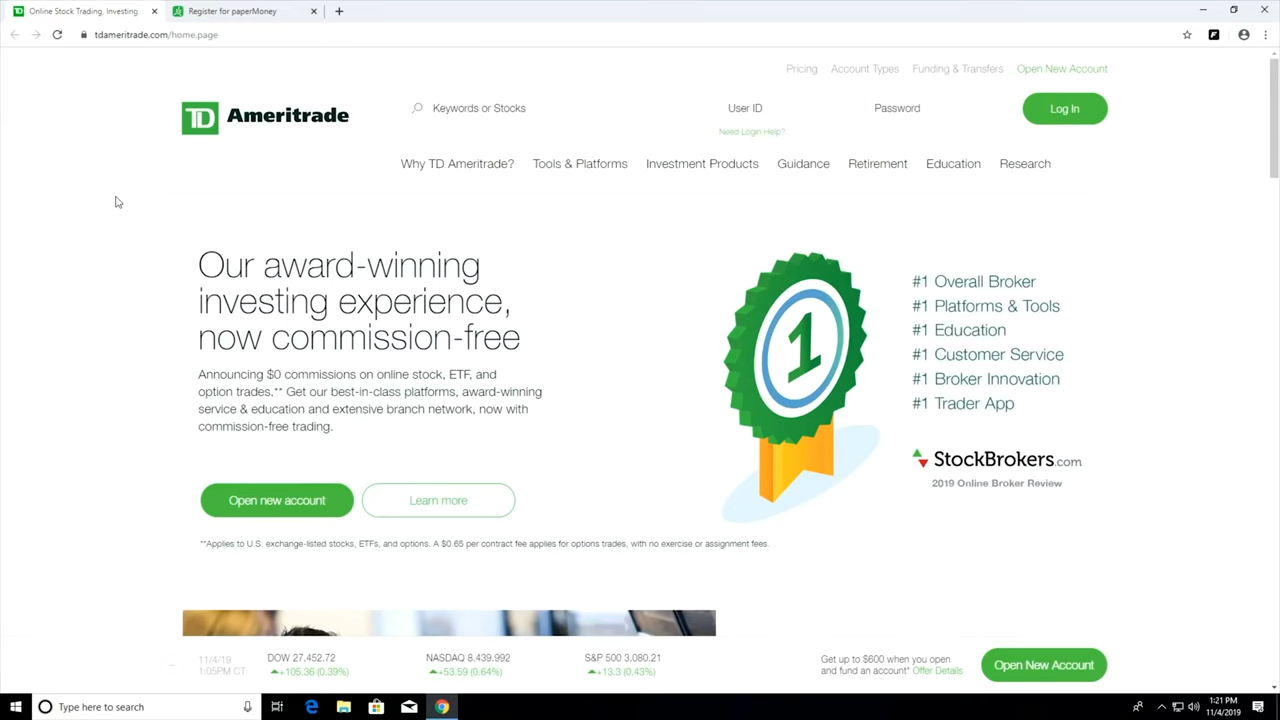 Online Stock Trading, Investing,
Register for paperMoney
tdameritrade.com/home.page
Pricing
Account Types
Funding & Transfers
Open New Account
TD Ameritrade
Keywords or Stocks
User ID
Password
Log In
Need Login Help?
Why TD Ameritrade?
Tools & Platforms
Investment Products
Guidance
Retirement
Education
Research
Our award-winning
investing experience,
now commission-free
Announcing $0 commissions on online stock, ETF, and
option trades.** Get our best-in-class platforms, award-winning
service & education and extensive branch network, now with
commission-free trading.
Open new account
Learn more
1
#1 Overall Broker
#1 Platforms & Tools
#1 Education
#1 Customer Service
#1 Broker Innovation
#1 Trader App
StockBrokers.com
2019 Online Broker Review
**Applies to U.S. exchange-listed stocks, ETFs, and options. A $0.65 per contract fee applies for options trades, with no exercise or assignment fees.
11/4/19
1:05PM CT
DOW 27,452.72
+105.36 (0.39%)
NASDAQ 8,439.992
+53.59 (0.64%)
S&P 500 3,080.21
+13.3 (0.43%)
Get up to $600 when you open
and fund an account* Offer Details
Open New Account
Type here to search
1:21 PM
11/4/2019